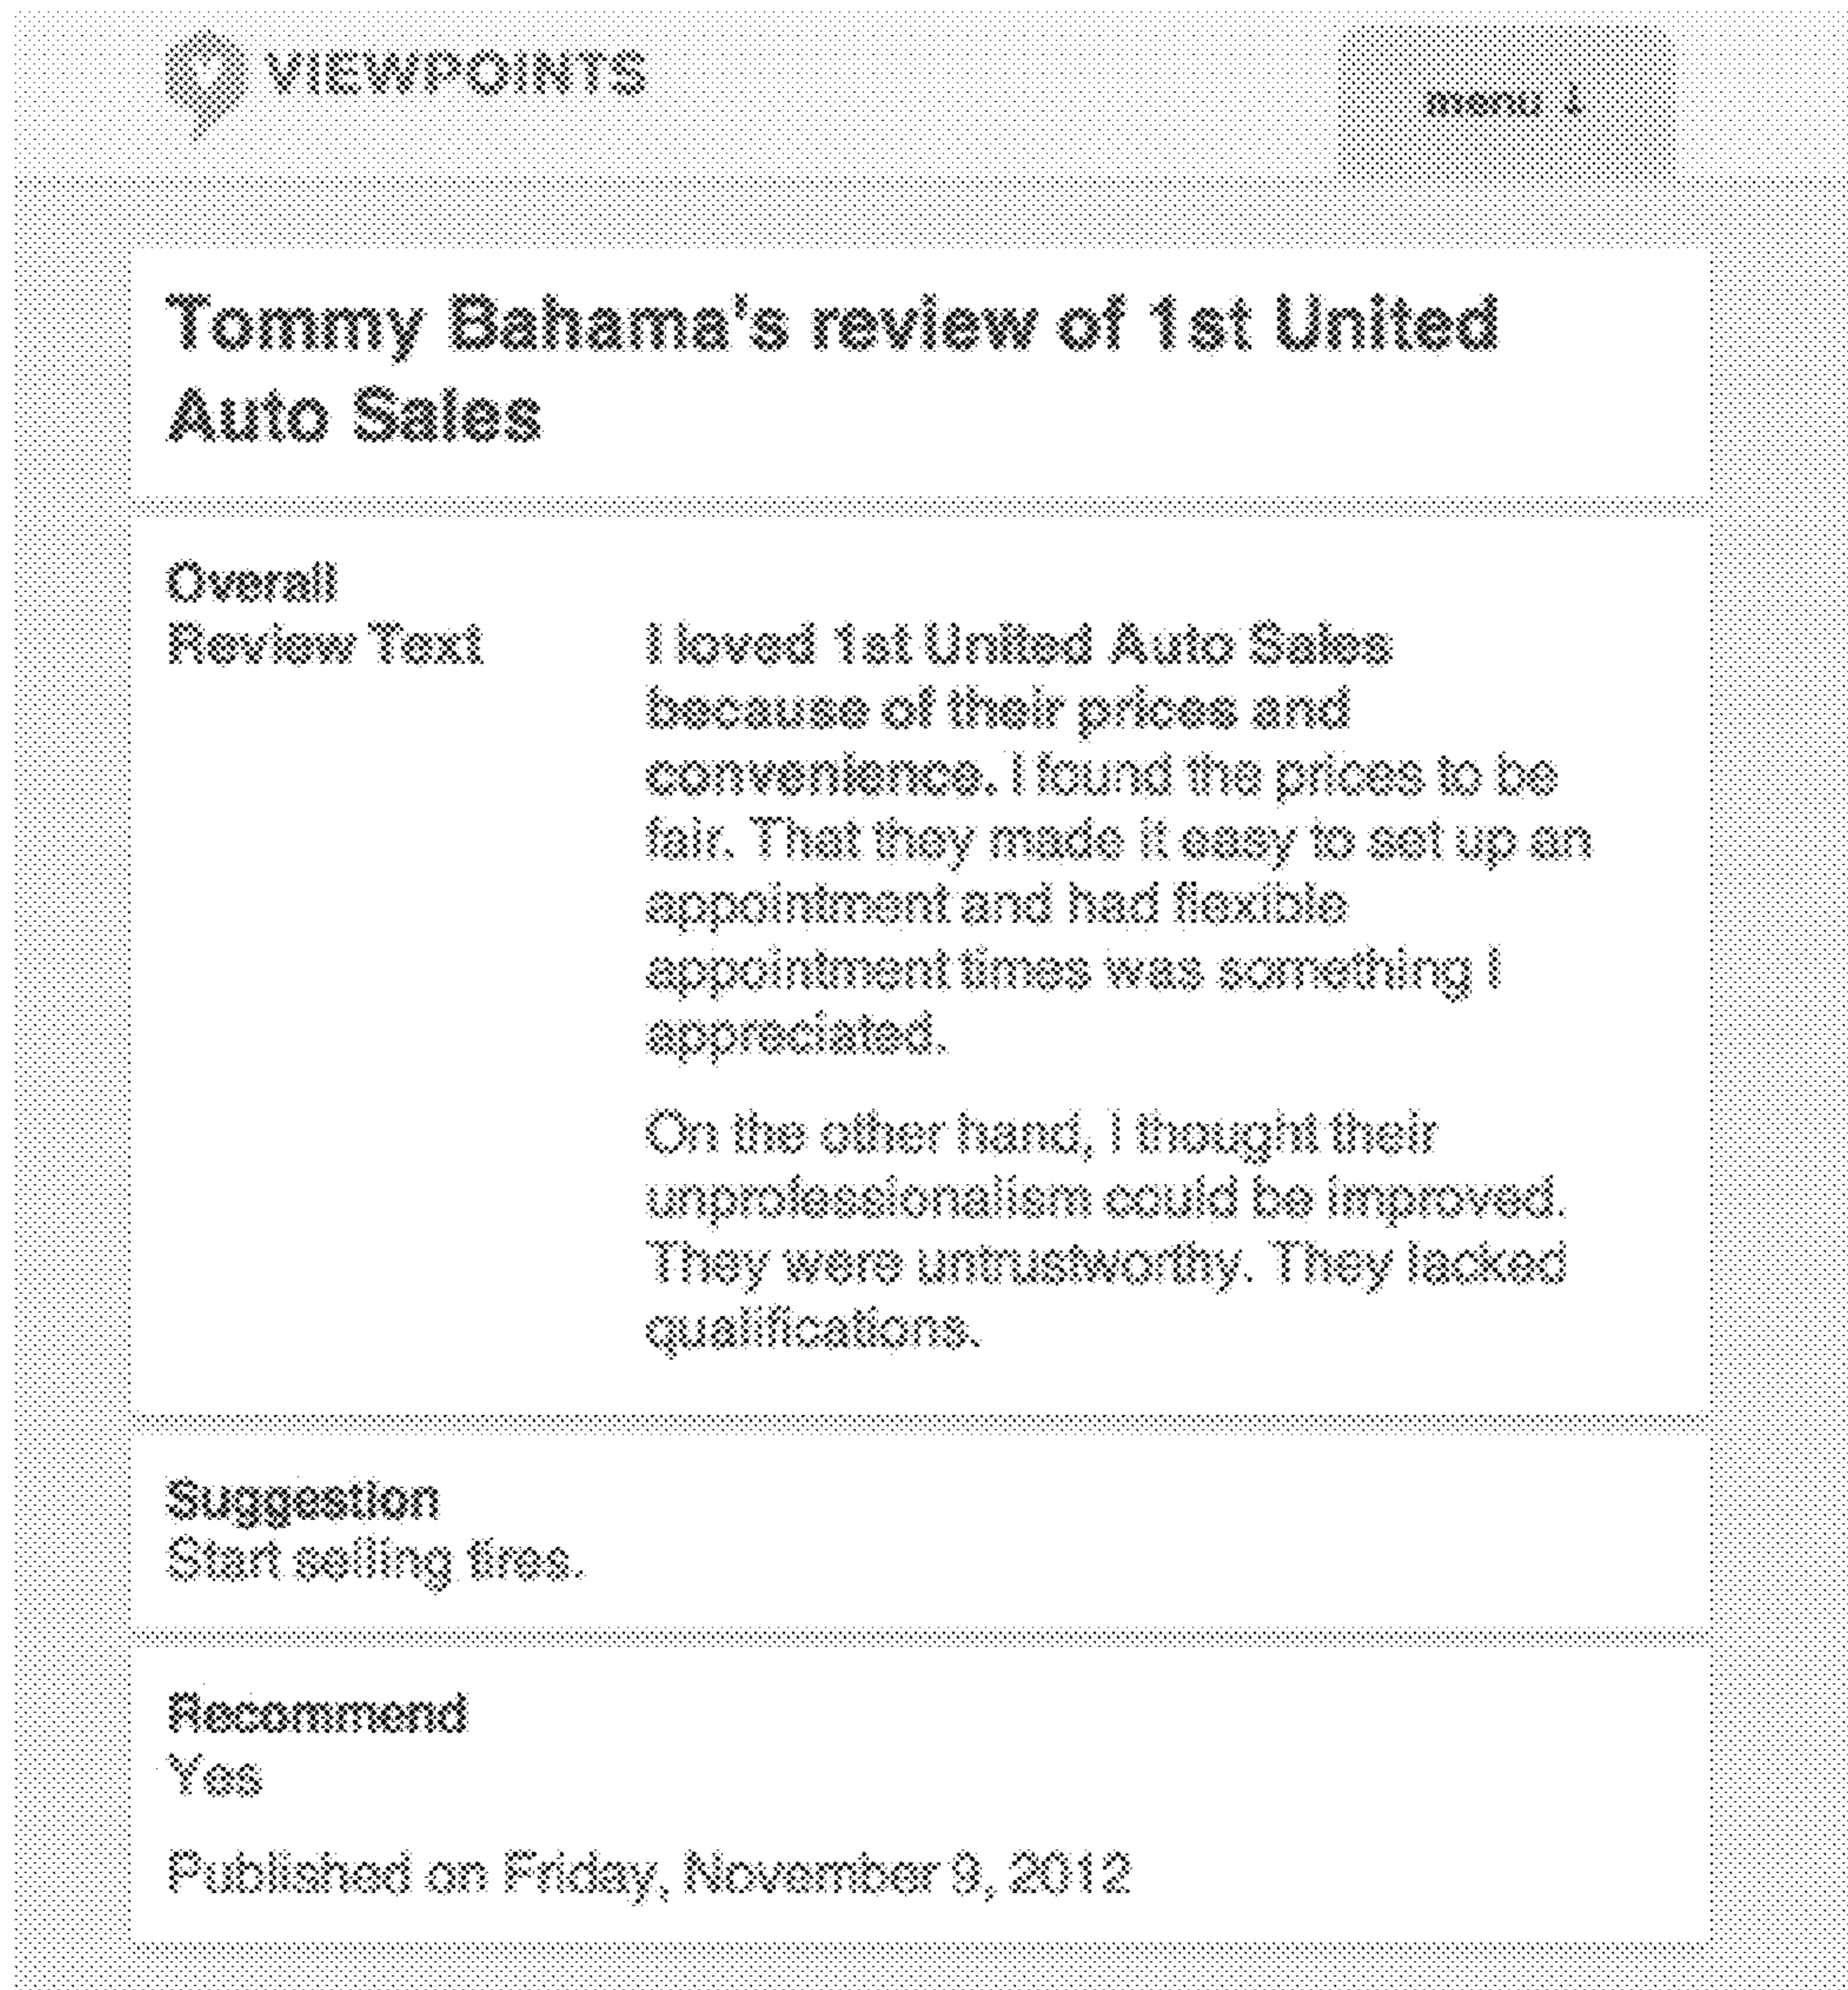 VIEWPOINTS
menu ↓
Tommy Bahama's review of 1st United
Auto Sales
Overall
Review Text
I loved 1st United Auto Sales
because of their prices and
convenience. I found the prices to be
fair. That they made it easy to set up an
appointment and had flexible
appointment times was something I
appreciated.
On the other hand, I thought their
unprofessionalism could be improved.
They were untrustworthy. They lacked
qualifications.
Suggestion
Start selling tires.
Recommend
Yes
Published on Friday, November 9, 2012